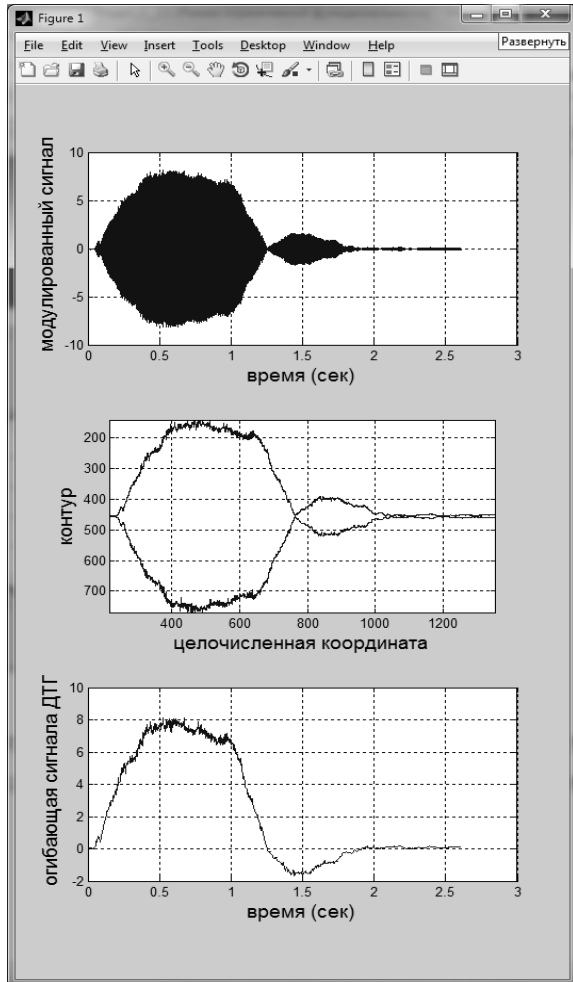 Figure 1
File Edit View Insert Tools Desktop Window Help
Развернуть
модулированный сигнал
10
5
0
-5
-10
0 0.5 1 1.5 2 2.5 3
время (сек)
контур
200
300
400
500
600
700
400 600 800 1000 1200
целочисленная координата
огибающая сигнала ДТГ
10
8
6
4
2
0
-2
0 0.5 1 1.5 2 2.5 3
время (сек)